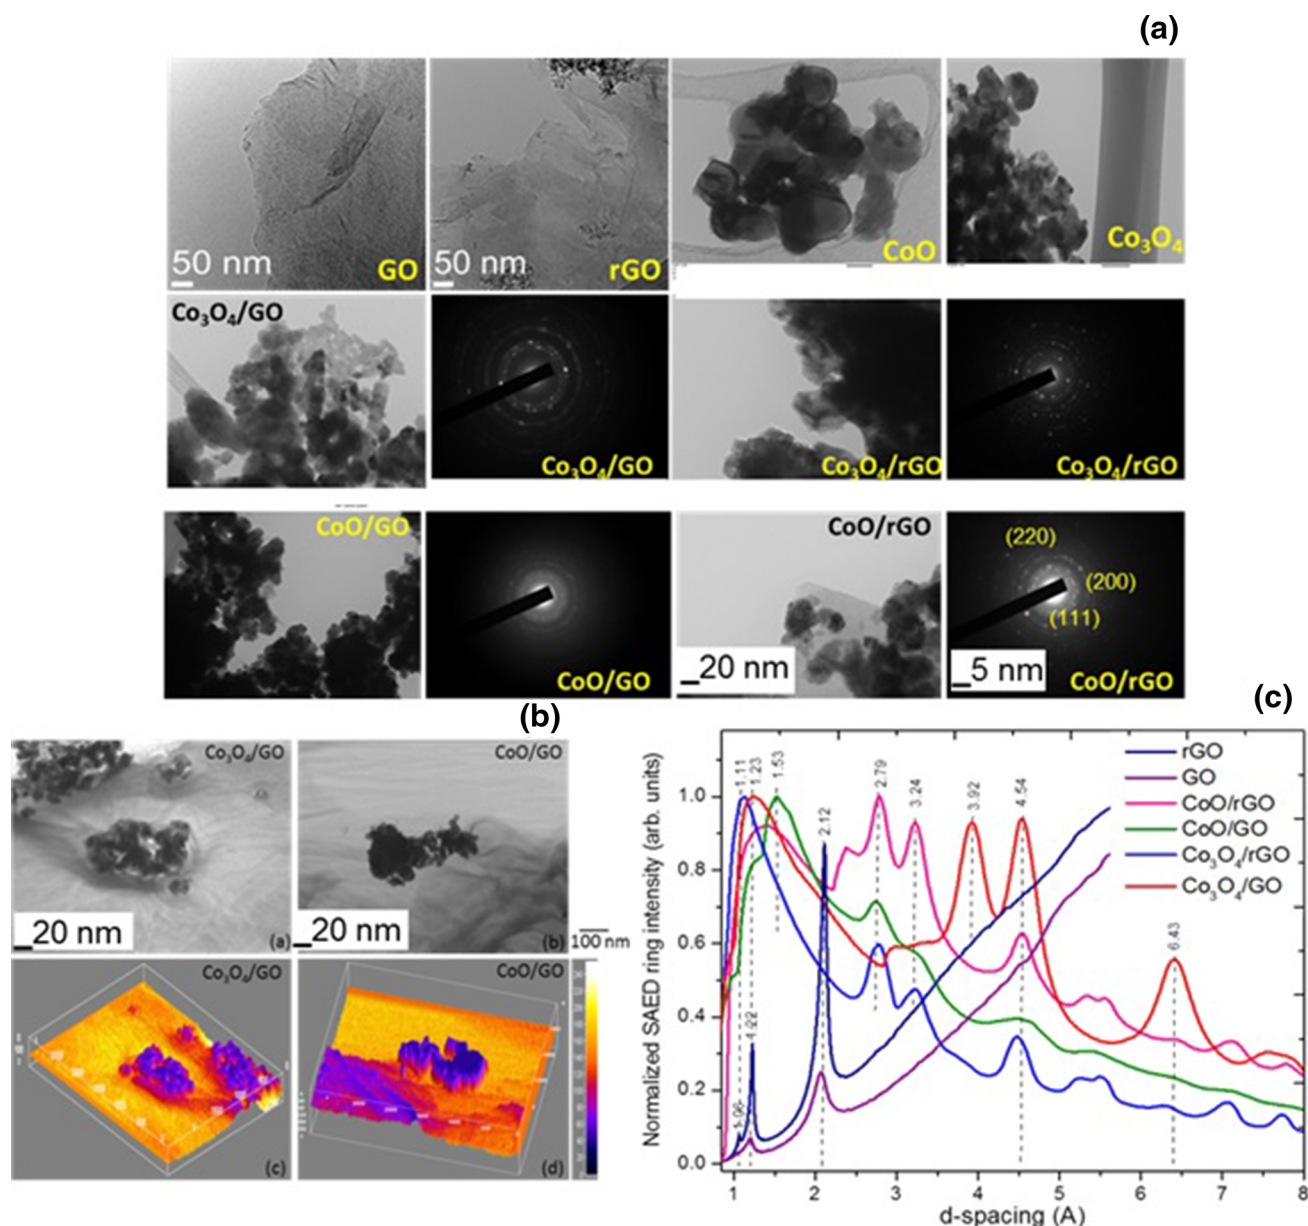 (a)
50 nm
GO
50 nm
rGO
CoO
Co₃O₄
Co₃O₄/GO
Co₃O₄/GO
Co₃O₄/rGO
Co₃O₄/rGO
CoO/GO
CoO/GO
CoO/rGO
20 nm
(220)
(200)
(111)
5 nm
CoO/rGO
(b)
Co₃O₄/GO
20 nm
(a)
CoO/GO
(b)
100 nm
Co₃O₄/GO
(c)
CoO/GO
(d)
(c)
Normalized SAED ring intensity (arb. units)
1.0
0.8
0.6
0.4
0.2
0.0
1.11
1.23
1.53
2.12
2.79
3.24
3.92
4.54
6.43
1.22
rGO
GO
CoO/rGO
CoO/GO
Co₃O₄/rGO
Co₃O₄/GO
1 2 3 4 5 6 7 8
d-spacing (A)